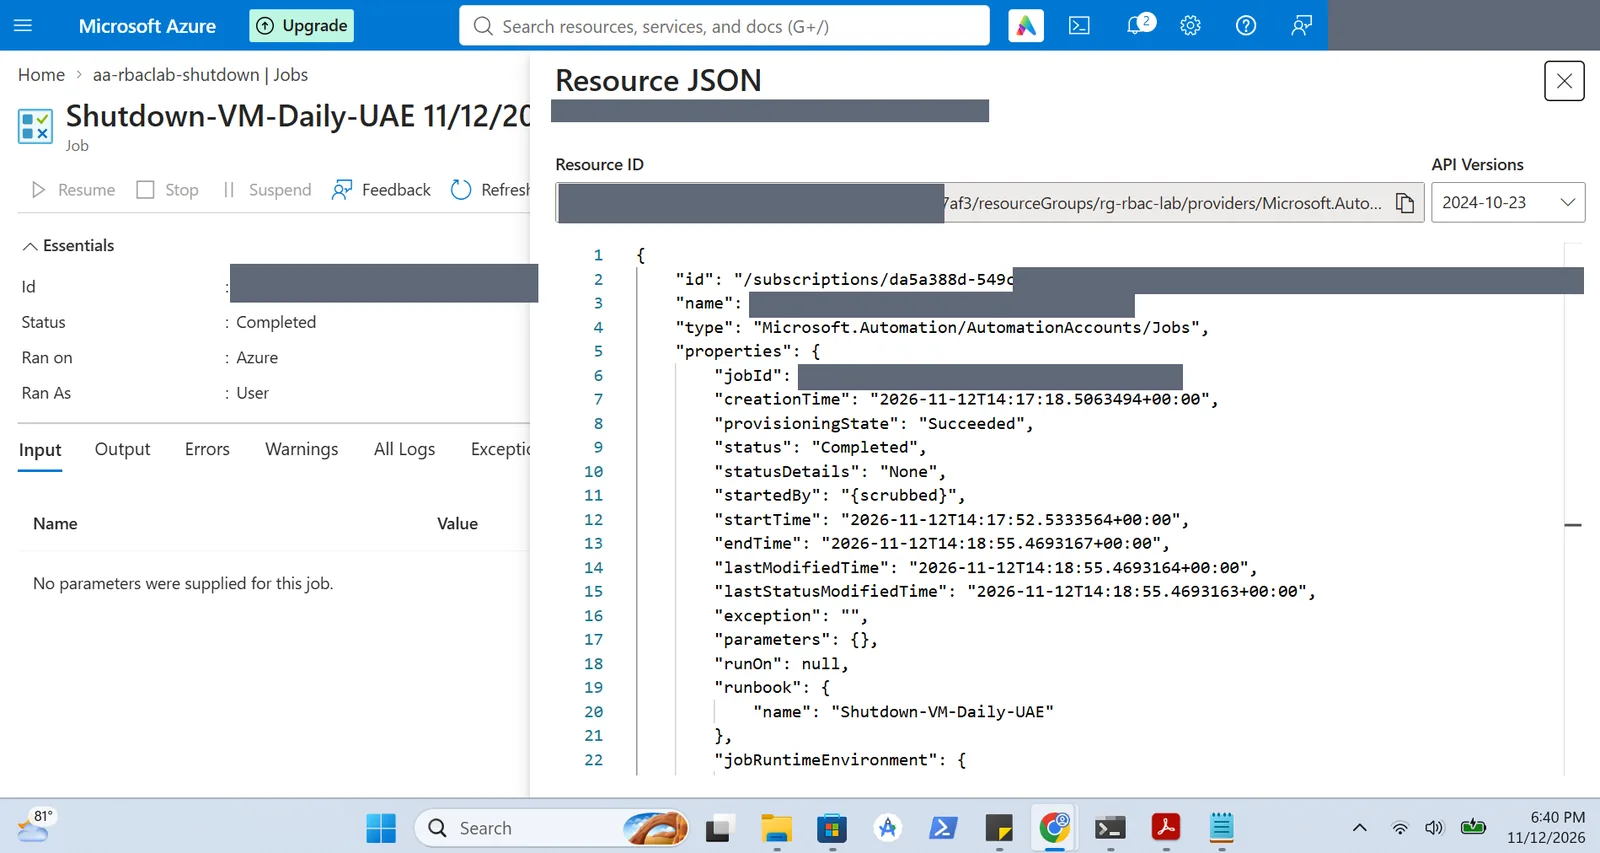 Microsoft Azure
Upgrade
Search resources, services, and docs (G+/)
2
Home > aa-rbaclab-shutdown | Jobs
Shutdown-VM-Daily-UAE 11/12/20
Job
Resume
Stop
Suspend
Feedback
Refresh
Essentials
Id :
Status : Completed
Ran on : Azure
Ran As : User
Input Output Errors Warnings All Logs Exceptio
Name Value
No parameters were supplied for this job.
Resource JSON
Resource ID
7af3/resourceGroups/rg-rbac-lab/providers/Microsoft.Auto...
API Versions
2024-10-23
1 {
2 "id": "/subscriptions/da5a388d-549c
3 "name":
4 "type": "Microsoft.Automation/AutomationAccounts/Jobs",
5 "properties": {
6 "jobId":
7 "creationTime": "2026-11-12T14:17:18.5063494+00:00",
8 "provisioningState": "Succeeded",
9 "status": "Completed",
10 "statusDetails": "None",
11 "startedBy": "{scrubbed}",
12 "startTime": "2026-11-12T14:17:52.5333564+00:00",
13 "endTime": "2026-11-12T14:18:55.4693167+00:00",
14 "lastModifiedTime": "2026-11-12T14:18:55.4693164+00:00",
15 "lastStatusModifiedTime": "2026-11-12T14:18:55.4693163+00:00",
16 "exception": "",
17 "parameters": {},
18 "runOn": null,
19 "runbook": {
20 "name": "Shutdown-VM-Daily-UAE"
21 },
22 "jobRuntimeEnvironment": {
81°
Search
6:40 PM
11/12/2026